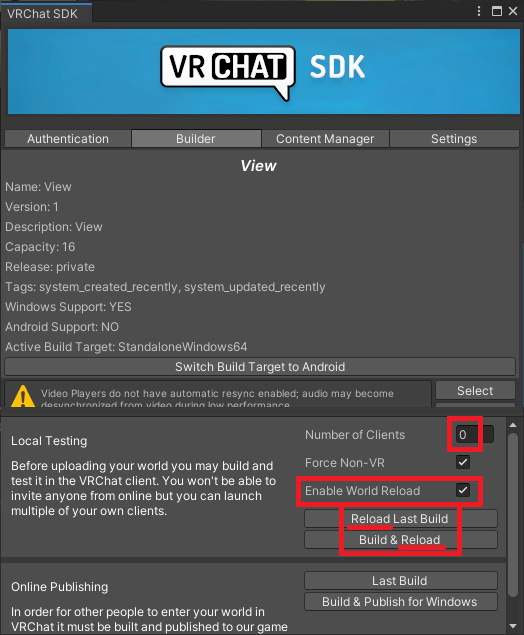 VRChat SDK
VRCHAT SDK
Authentication Builder Content Manager Settings
View
Name: View
Version: 1
Description: View
Capacity: 16
Release: private
Tags: system_created_recently, system_updated_recently
Windows Support: YES
Android Support: NO
Active Build Target: StandaloneWindows64
Switch Build Target to Android
Video Players do not have automatic resync enabled; audio may become
desynchronized from video during low performance.
Select
Local Testing
Before uploading your world you may build and
test it in the VRChat client. You won't be able to
invite anyone from online but you can launch
multiple of your own clients.
Number of Clients 0
Force Non-VR
Enable World Reload
Reload Last Build
Build & Reload
Online Publishing
In order for other people to enter your world in
VRChat it must be built and published to our game
Last Build
Build & Publish for Windows